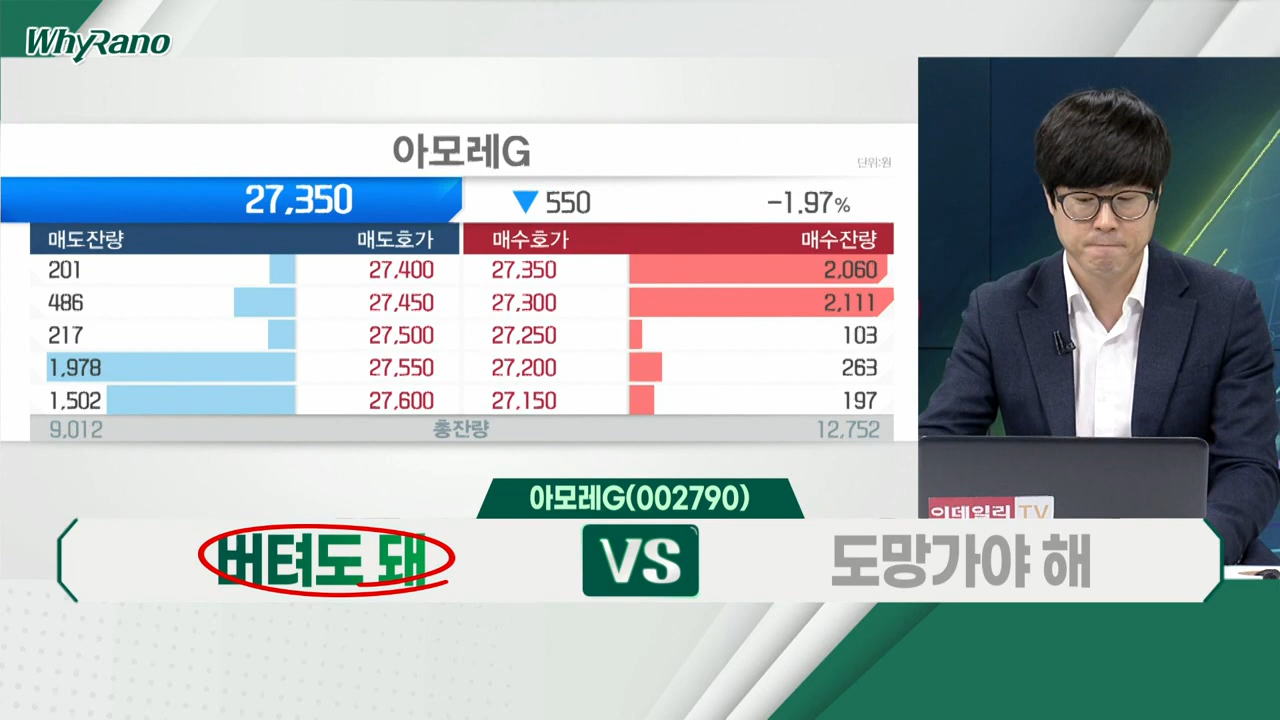 WhyRano
아모레G
단위:원
27,350 ▼550 -1.97%
매도잔량 매도호가 매수호가 매수잔량
201 27,400 27,350 2,060
486 27,450 27,300 2,111
217 27,500 27,250 103
1,978 27,550 27,200 263
1,502 27,600 27,150 197
9,012 총잔량 12,752
이데일리 TV
아모레G(002790)
버텨도 돼 VS 도망가야 해